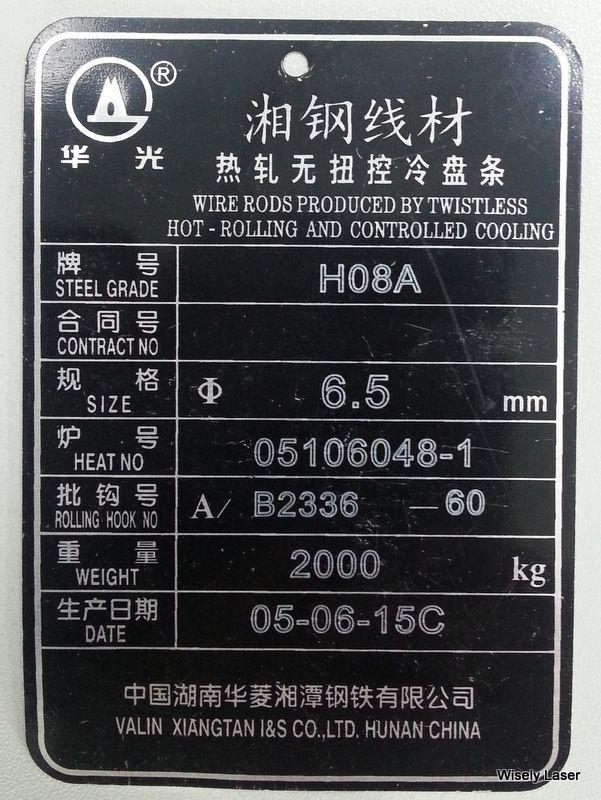 ®
华光
湘钢线材
热轧无扭控冷盘条
WIRE RODS PRODUCED BY TWISTLESS
HOT - ROLLING AND CONTROLLED COOLING
牌 号 H08A
STEEL GRADE
合同号
CONTRACT NO
规 格 Φ 6.5 mm
SIZE
炉 号 05106048-1
HEAT NO
批钩号 A/ B2336 — 60
ROLLING HOOK NO
重 量 2000 kg
WEIGHT
生产日期 05-06-15C
DATE
中国湖南华菱湘潭钢铁有限公司
VALIN XIANGTAN I&S CO.,LTD. HUNAN CHINA
Wisely Laser